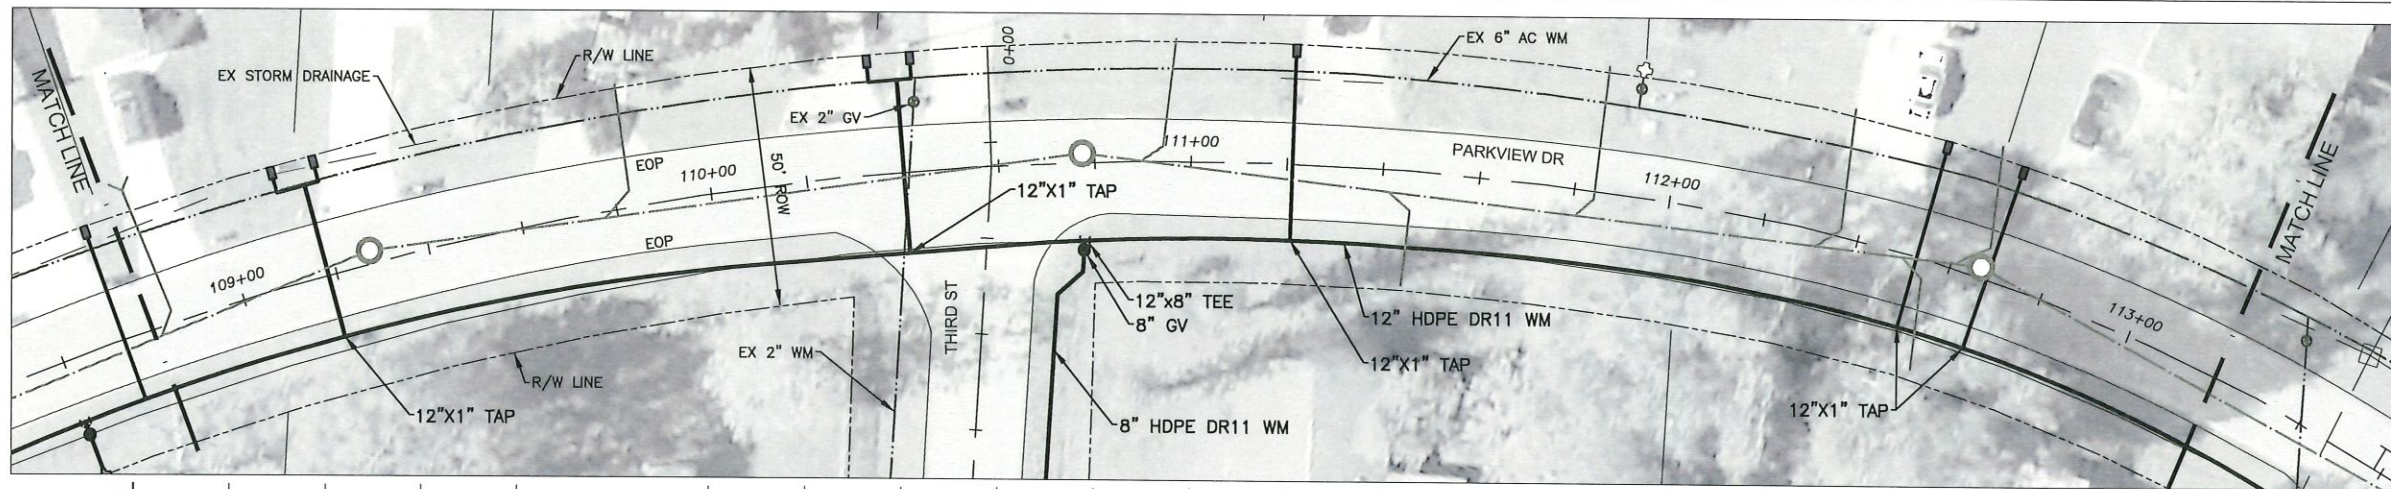 MATCH LINE
EX STORM DRAINAGE
R/W LINE
EX 2" GV
0+00
EX 6" AC WM
EOP
110+00
50' ROW
111+00
PARKVIEW DR
112+00
MATCH LINE
12"X1" TAP
EOP
109+00
THIRD ST
12"x8" TEE
8" GV
12" HDPE DR11 WM
113+00
EX 2" WM
12"X1" TAP
R/W LINE
12"X1" TAP
8" HDPE DR11 WM
12"X1" TAP